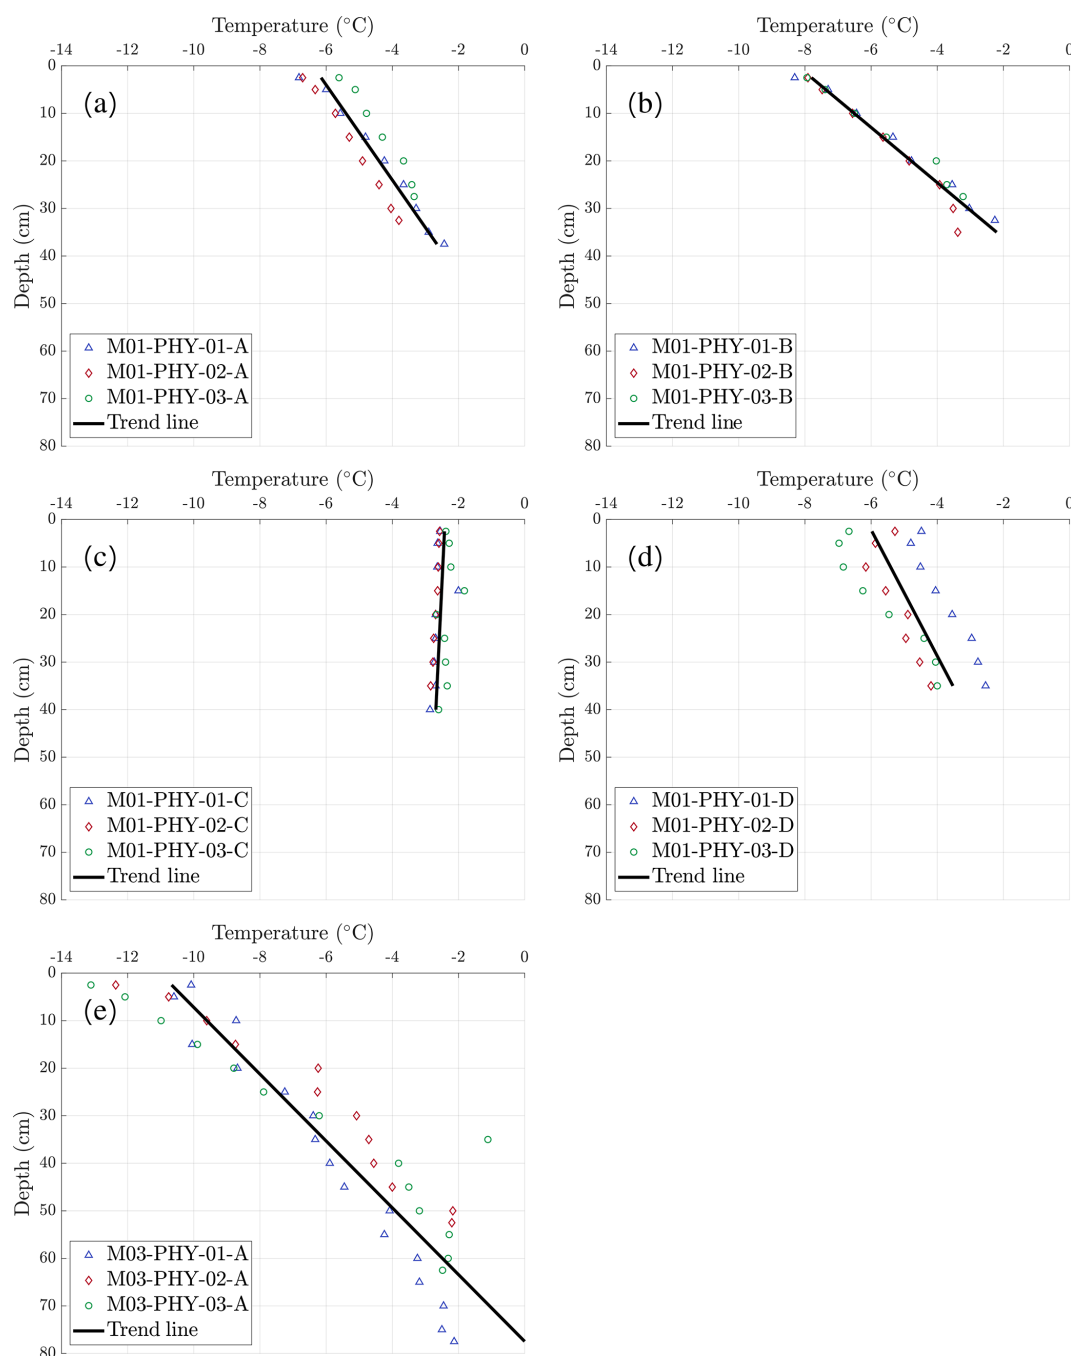 Temperature (°C)
-14 -12 -10 -8 -6 -4 -2 0
0
10
20
30
40
50
60
70
80
Depth (cm)
(a)
M01-PHY-01-A
M01-PHY-02-A
M01-PHY-03-A
Trend line
Temperature (°C)
-14 -12 -10 -8 -6 -4 -2 0
0
10
20
30
40
50
60
70
80
Depth (cm)
(b)
M01-PHY-01-B
M01-PHY-02-B
M01-PHY-03-B
Trend line
Temperature (°C)
-14 -12 -10 -8 -6 -4 -2 0
0
10
20
30
40
50
60
70
80
Depth (cm)
(c)
M01-PHY-01-C
M01-PHY-02-C
M01-PHY-03-C
Trend line
Temperature (°C)
-14 -12 -10 -8 -6 -4 -2 0
0
10
20
30
40
50
60
70
80
Depth (cm)
(d)
M01-PHY-01-D
M01-PHY-02-D
M01-PHY-03-D
Trend line
Temperature (°C)
-14 -12 -10 -8 -6 -4 -2 0
0
10
20
30
40
50
60
70
80
Depth (cm)
(e)
M03-PHY-01-A
M03-PHY-02-A
M03-PHY-03-A
Trend line